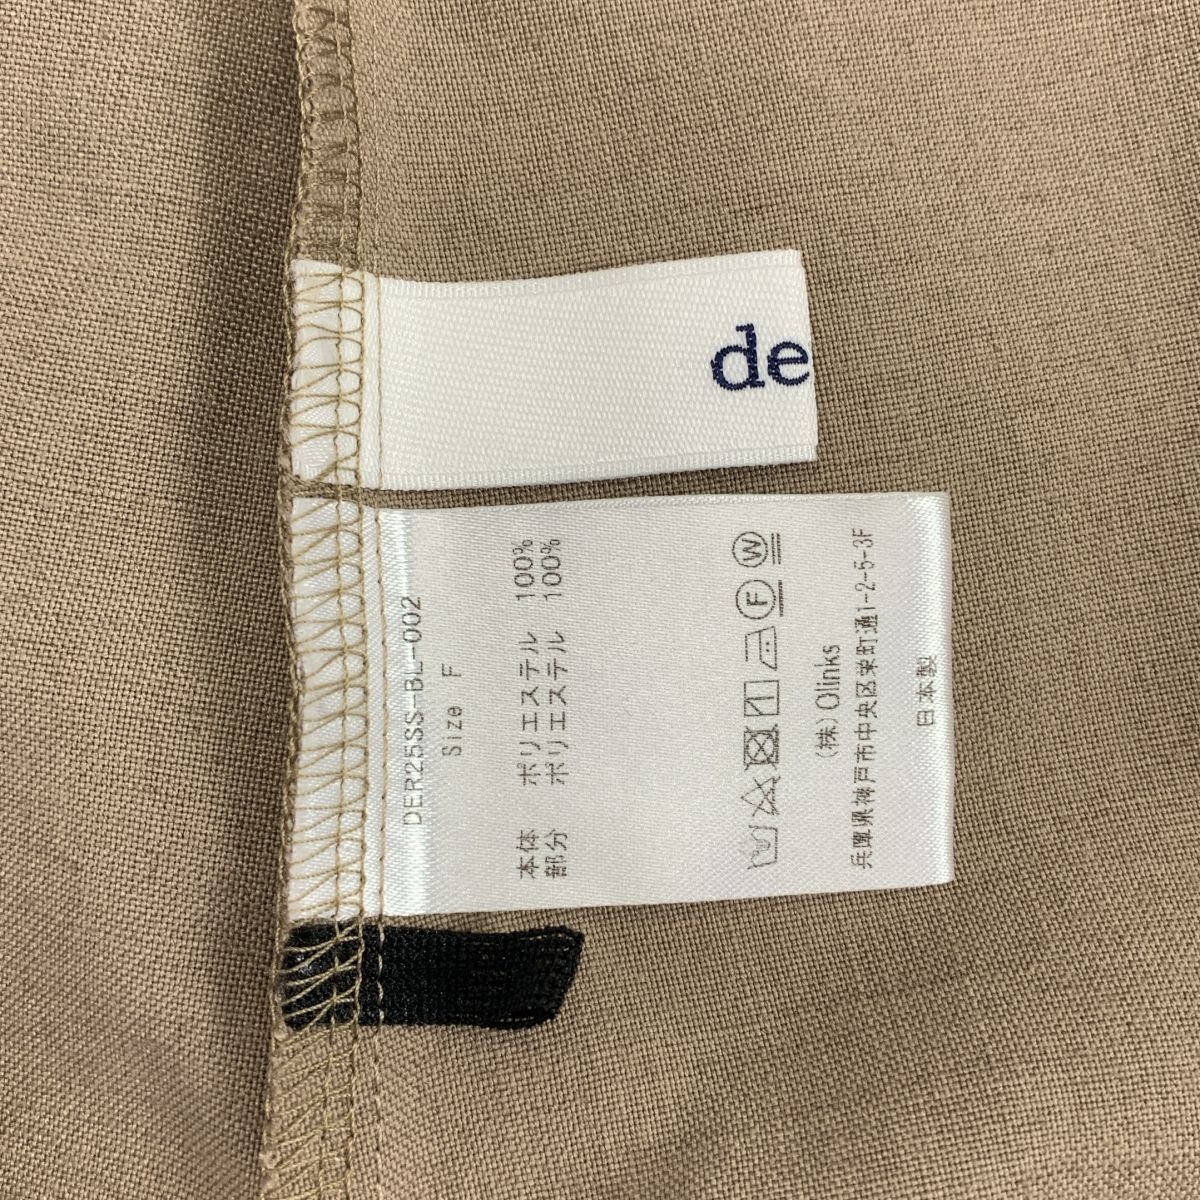 de
DER25SS-BL-002
Size F
本体 ポリエステル 100%
部分 ポリエステル 100%
F W
(株) Olinks
兵庫県神戸市中央区栄町通1-2-5-3F
日本製